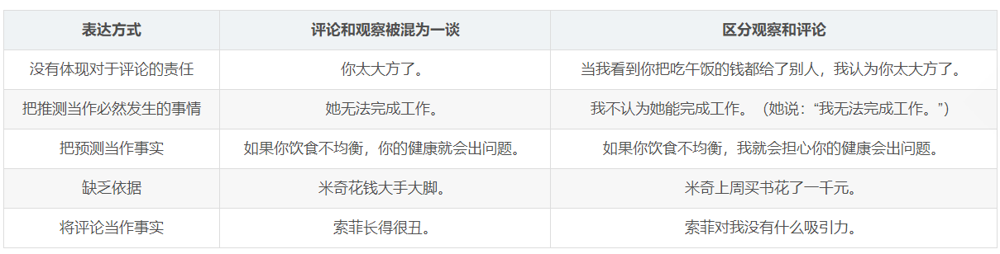 表达方式 评论和观察被混为一谈 区分观察和评论
没有体现对于评论的责任 你太大方了。 当我看到你把吃午饭的钱都给了别人，我认为你太大方了。
把推测当作必然发生的事情 她无法完成工作。 我不认为她能完成工作。（她说：“我无法完成工作。”）
把预测当作事实 如果你饮食不均衡，你的健康就会出问题。 如果你饮食不均衡，我就会担心你的健康会出问题。
缺乏依据 米奇花钱大手大脚。 米奇上周买书花了一千元。
将评论当作事实 索菲长得很丑。 索菲对我没有什么吸引力。